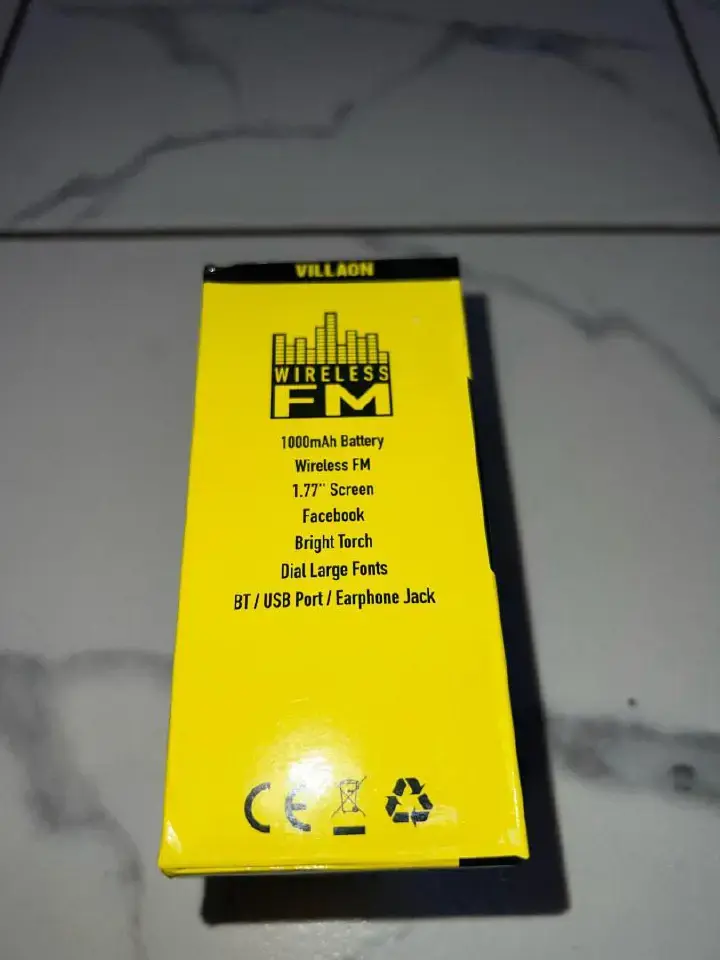 VILLAON
WIRELESS
FM
1000mAh Battery
Wireless FM
1.77" Screen
Facebook
Bright Torch
Dial Large Fonts
BT / USB Port / Earphone Jack
CE